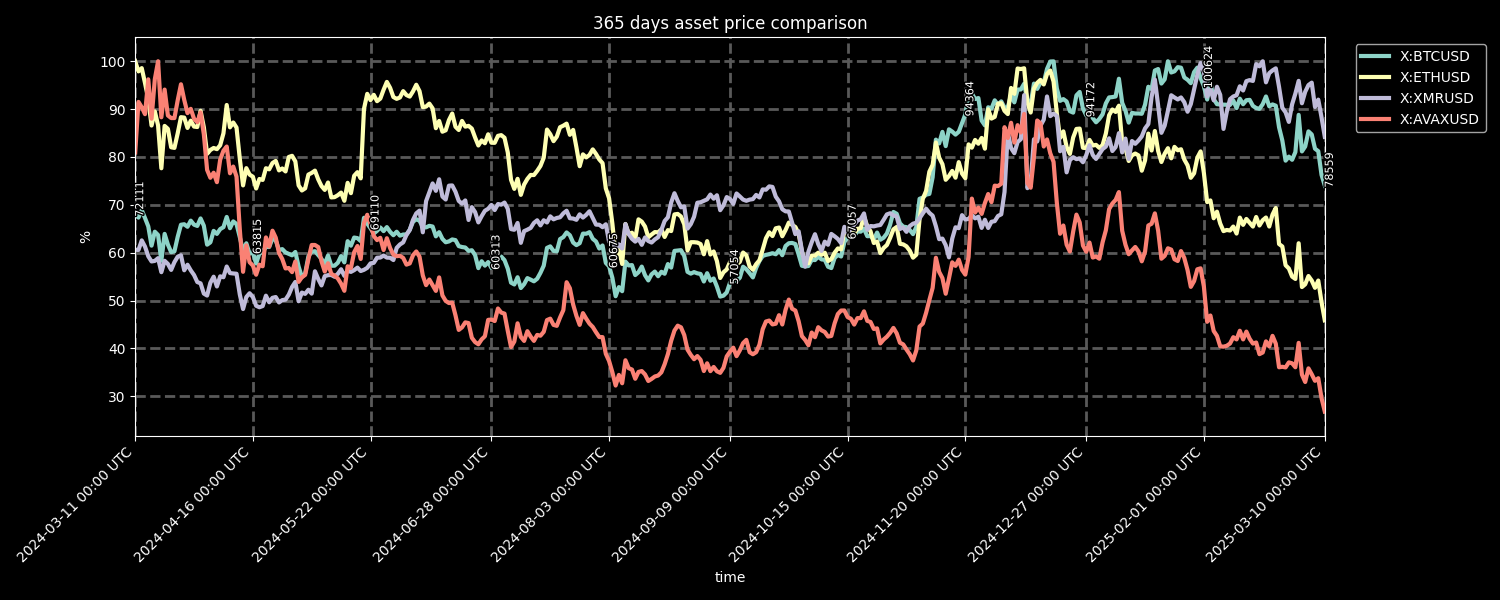 365 days asset price comparison
100
90
80
70
60
50
40
30
%
72111
63815
69110
60313
60675
57054
67057
94364
94172
100624
78559
2024-03-11 00:00 UTC
2024-04-16 00:00 UTC
2024-05-22 00:00 UTC
2024-06-28 00:00 UTC
2024-08-03 00:00 UTC
2024-09-09 00:00 UTC
2024-10-15 00:00 UTC
2024-11-20 00:00 UTC
2024-12-27 00:00 UTC
2025-02-01 00:00 UTC
2025-03-10 00:00 UTC
time
X:BTCUSD
X:ETHUSD
X:XMRUSD
X:AVAXUSD